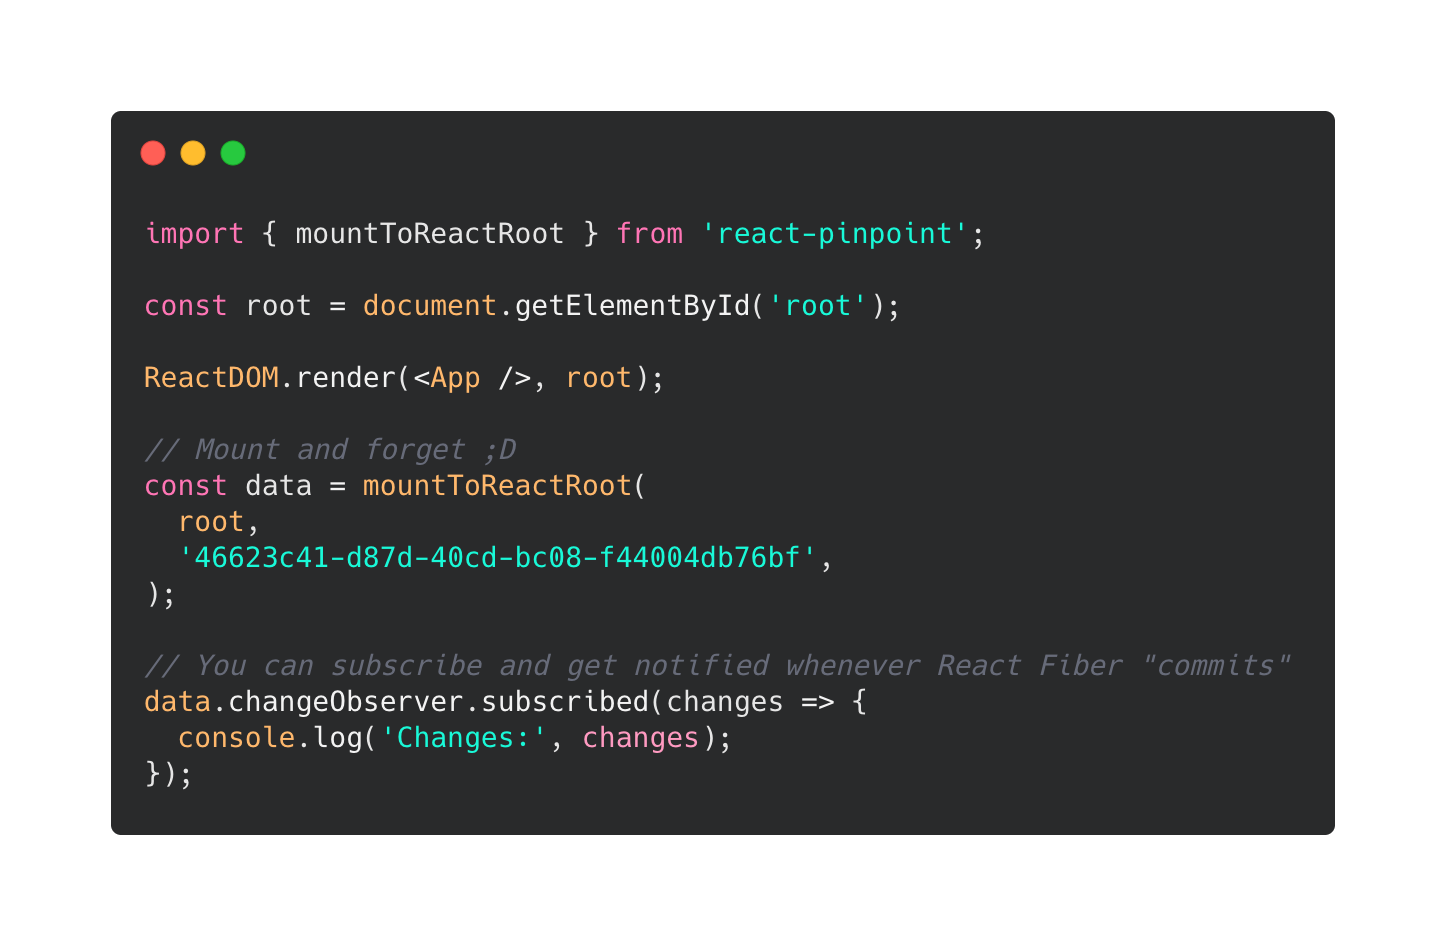 import { mountToReactRoot } from 'react-pinpoint';
const root = document.getElementById('root');
ReactDOM.render(<App />, root);
// Mount and forget ;D
const data = mountToReactRoot(
  root,
  '46623c41-d87d-40cd-bc08-f44004db76bf',
);
// You can subscribe and get notified whenever React Fiber "commits"
data.changeObserver.subscribed(changes => {
  console.log('Changes:', changes);
});